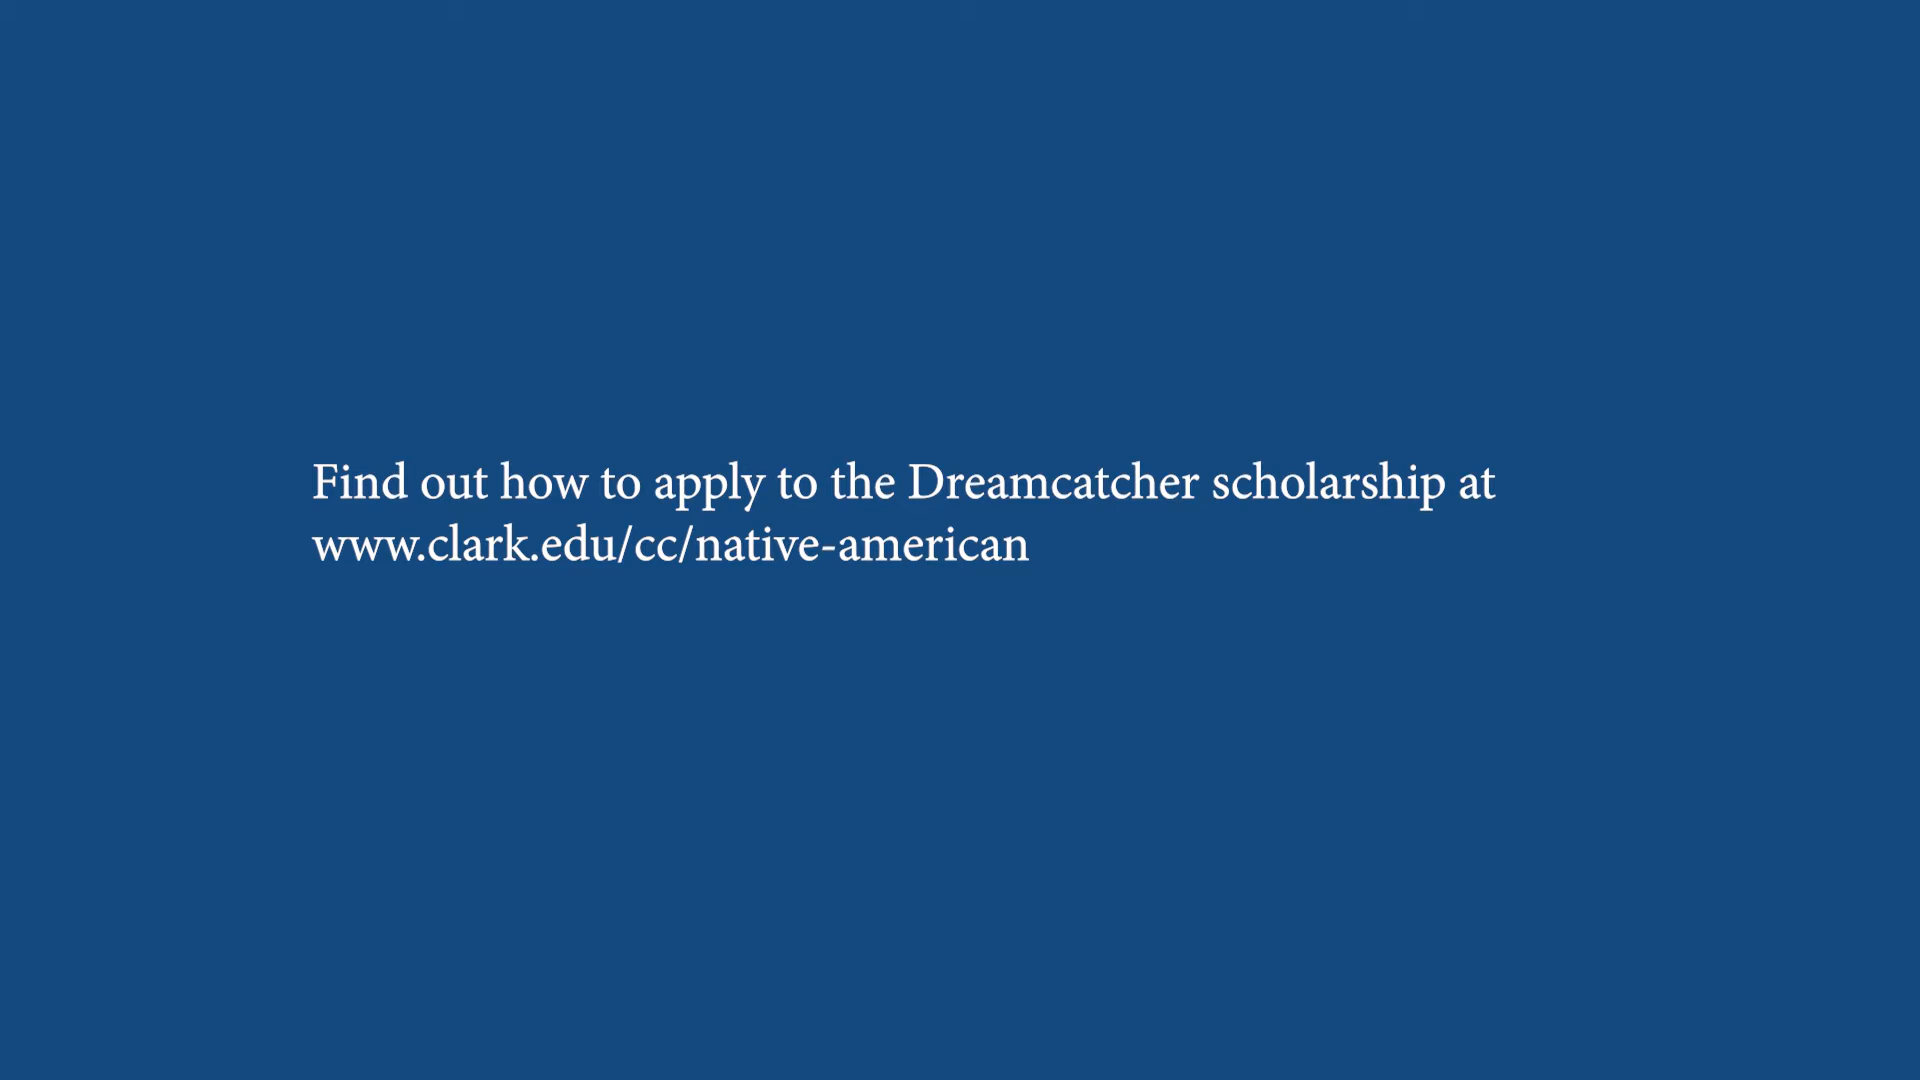 Find out how to apply to the Dreamcatcher scholarship at
www.clark.edu/cc/native-american